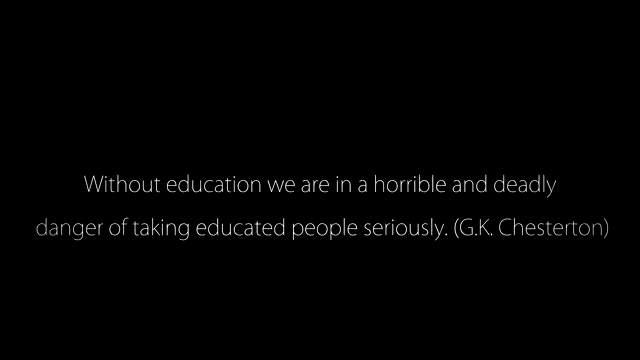 Without education we are in a horrible and deadly
danger of taking educated people seriously. (G.K. Chesterton)